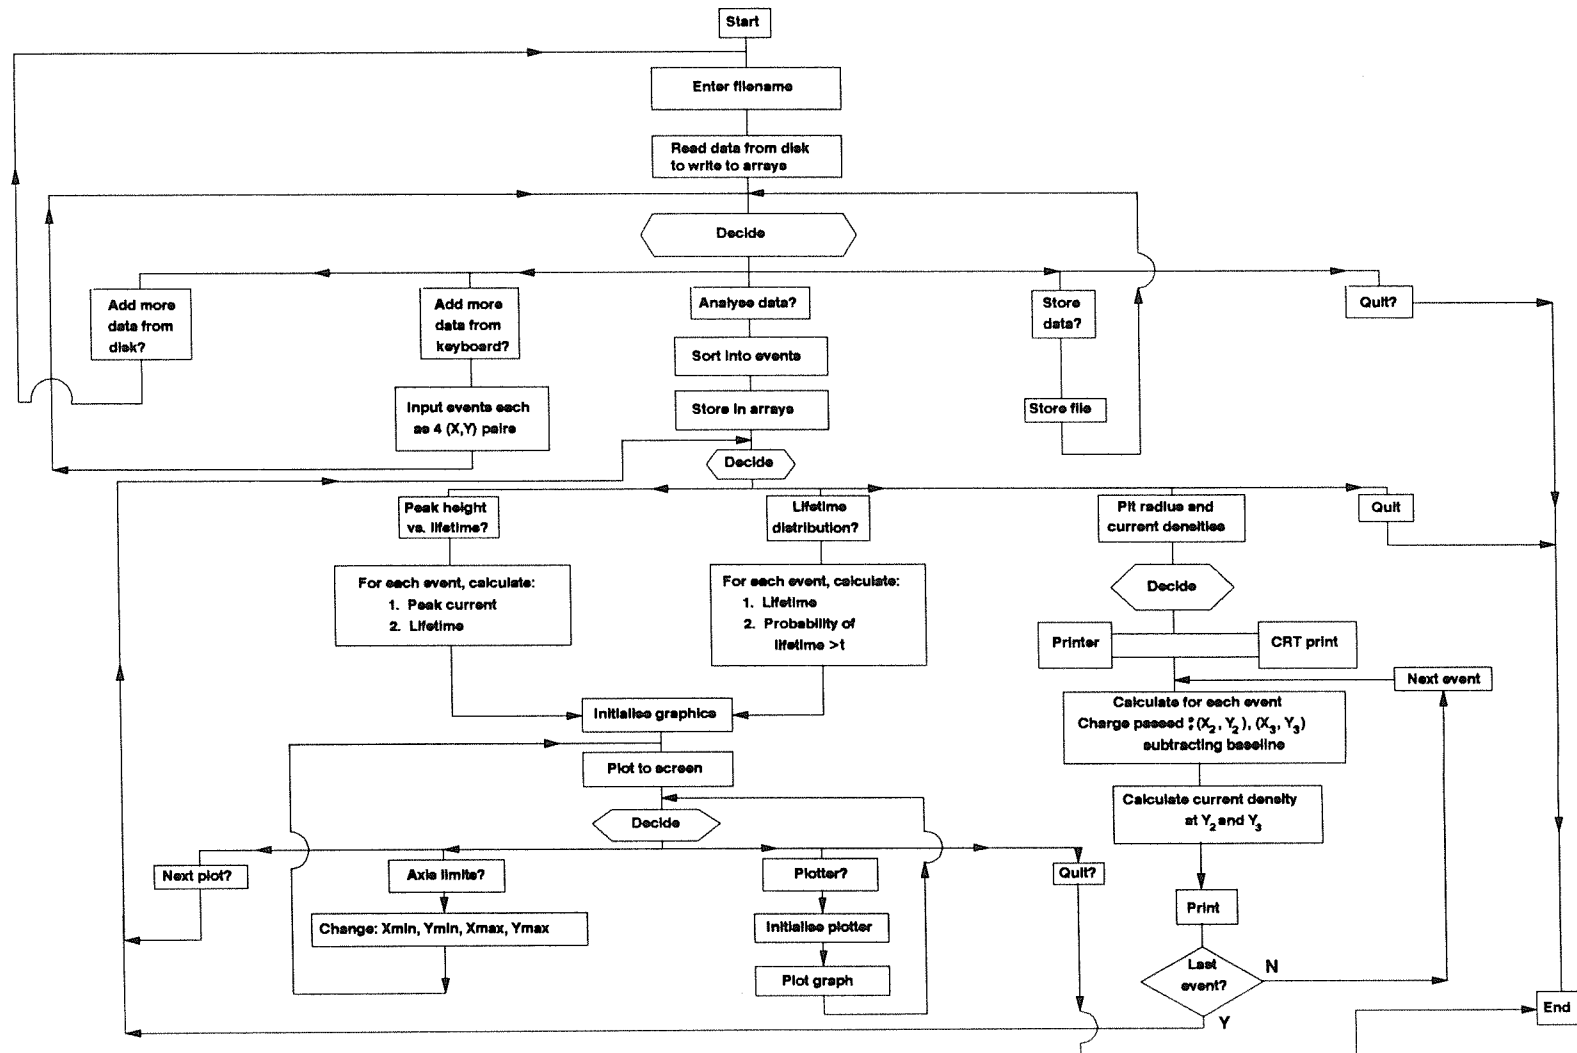 Start
Enter filename
Read data from disk
to write to arrays
Decide
Add more
data from
disk?
Add more
data from
keyboard?
Analyse data?
Store
data?
Quit?
Sort into events
Input events each
as 4 (X,Y) pairs
Store in arrays
Store file
Decide
Peak height
vs. lifetime?
Lifetime
distribution?
Pit radius and
current densities
Quit
For each event, calculate:
1. Peak current
2. Lifetime
For each event, calculate:
1. Lifetime
2. Probability of
lifetime >t
Decide
Printer
CRT print
Next event
Initialise graphics
Calculate for each event
Charge passed : (X₂, Y₂), (X₃, Y₃)
subtracting baseline
Plot to screen
Calculate current density
at Y₂ and Y₃
Decide
Next plot?
Axis limits?
Plotter?
Quit?
Print
Change: Xmin, Ymin, Xmax, Ymax
Initialise plotter
Plot graph
Last
event?
N
Y
End